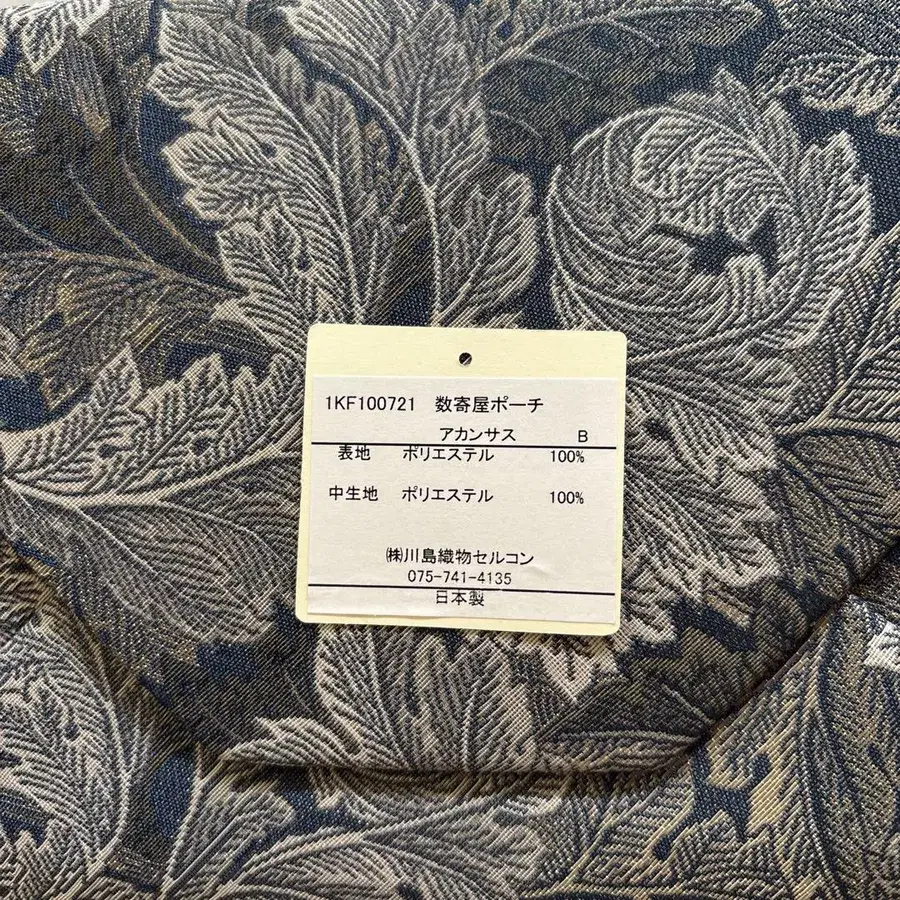 1KF100721 数寄屋ポーチ
アカンサス B
表地 ポリエステル 100%
中生地 ポリエステル 100%
㈱川島織物セルコン
075-741-4135
日本製